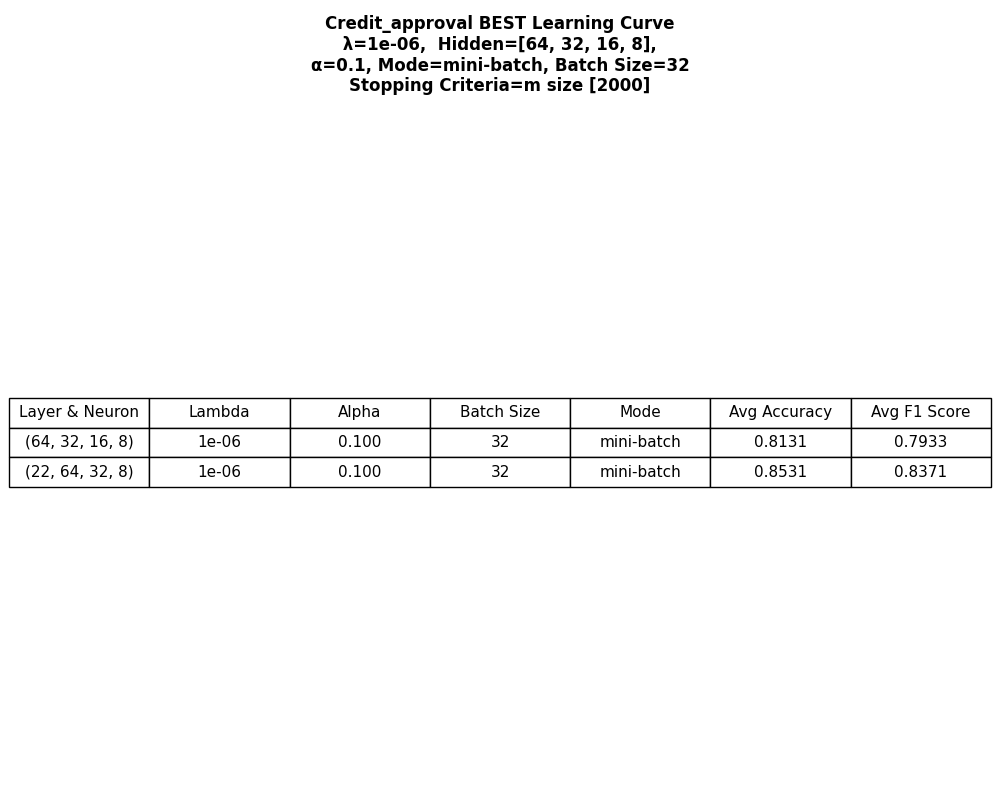 Credit_approval BEST Learning Curve
λ=1e-06,  Hidden=[64, 32, 16, 8],
α=0.1, Mode=mini-batch, Batch Size=32
Stopping Criteria=m size [2000]
Layer & Neuron Lambda Alpha Batch Size Mode Avg Accuracy Avg F1 Score
(64, 32, 16, 8) 1e-06 0.100 32 mini-batch 0.8131 0.7933
(22, 64, 32, 8) 1e-06 0.100 32 mini-batch 0.8531 0.8371